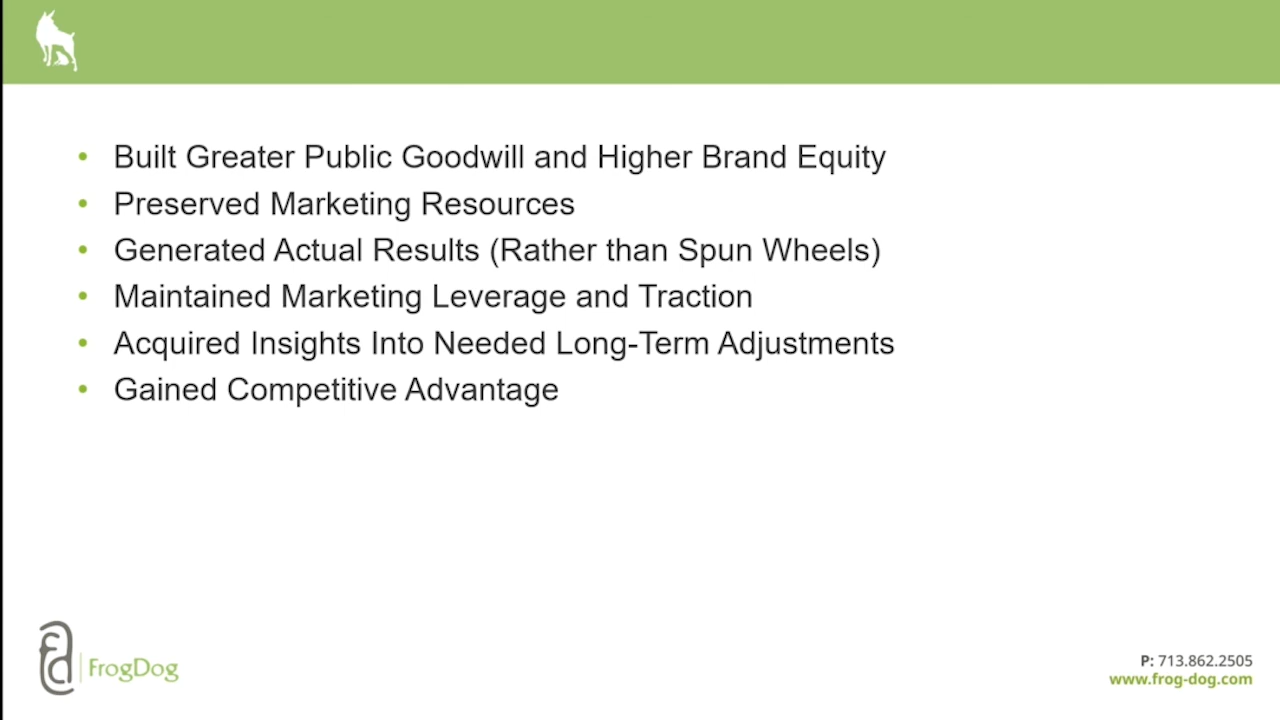 • Built Greater Public Goodwill and Higher Brand Equity
• Preserved Marketing Resources
• Generated Actual Results (Rather than Spun Wheels)
• Maintained Marketing Leverage and Traction
• Acquired Insights Into Needed Long-Term Adjustments
• Gained Competitive Advantage
fd
FrogDog
P: 713.862.2505
www.frog-dog.com